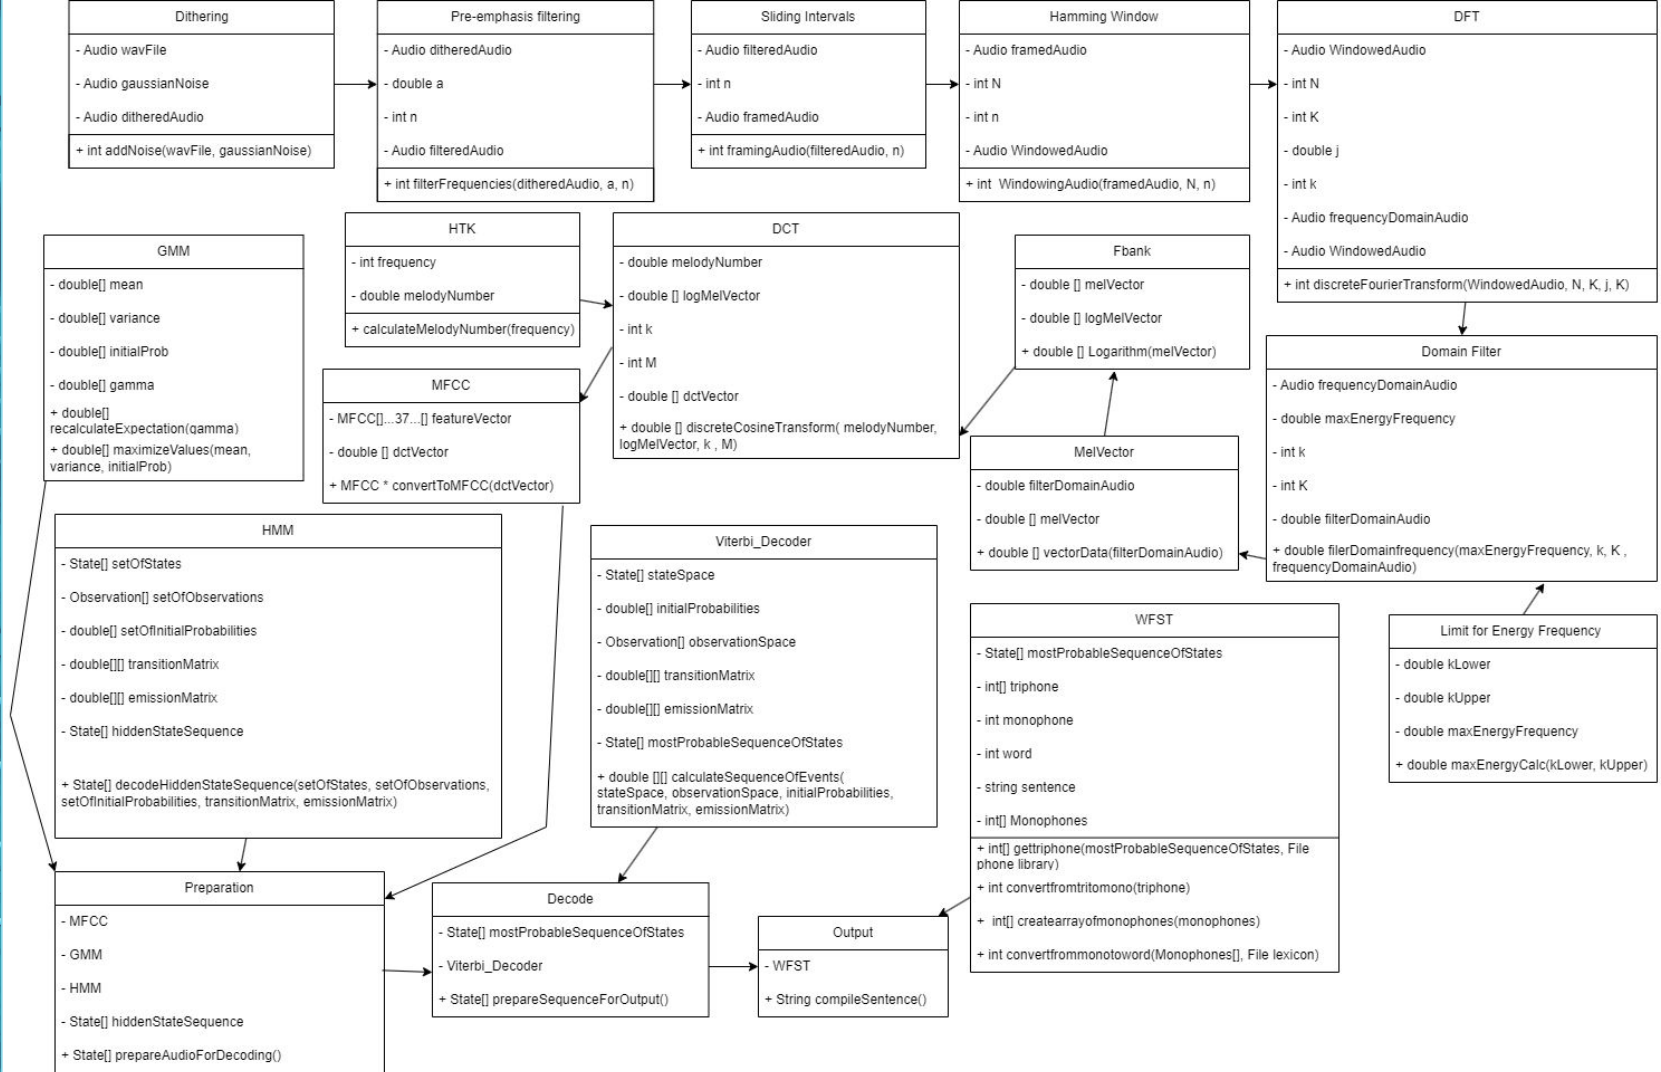 Dithering
- Audio wavFile
- Audio gaussianNoise
- Audio ditheredAudio
+ int addNoise(wavFile, gaussianNoise)
Pre-emphasis filtering
- Audio ditheredAudio
- double a
- int n
- Audio filteredAudio
+ int filterFrequencies(ditheredAudio, a, n)
Sliding Intervals
- Audio filteredAudio
- int n
- Audio framedAudio
+ int framingAudio(filteredAudio, n)
Hamming Window
- Audio framedAudio
- int N
- int n
- Audio WindowedAudio
+ int WindowingAudio(framedAudio, N, n)
DFT
- Audio WindowedAudio
- int N
- int K
- double j
- int k
- Audio frequencyDomainAudio
- Audio WindowedAudio
+ int discreteFourierTransform(WindowedAudio, N, K, j, K)
GMM
- double[] mean
- double[] variance
- double[] initialProb
- double[] gamma
+ double[]
recalculateExpectation(gamma)
+ double[] maximizeValues(mean,
variance, initialProb)
HTK
- int frequency
- double melodyNumber
+ calculateMelodyNumber(frequency)
DCT
- double melodyNumber
- double [] logMelVector
- int k
- int M
- double [] dctVector
+ double [] discreteCosineTransform( melodyNumber,
logMelVector, k , M)
Fbank
- double [] melVector
- double [] logMelVector
+ double [] Logarithm(melVector)
Domain Filter
- Audio frequencyDomainAudio
- double maxEnergyFrequency
- int k
- int K
- double filterDomainAudio
+ double filerDomainfrequency(maxEnergyFrequency, k, K ,
frequencyDomainAudio)
MFCC
- MFCC[]...37...[] featureVector
- double [] dctVector
+ MFCC * convertToMFCC(dctVector)
MelVector
- double filterDomainAudio
- double [] melVector
+ double [] vectorData(filterDomainAudio)
HMM
- State[] setOfStates
- Observation[] setOfObservations
- double[] setOfInitialProbabilities
- double[][] transitionMatrix
- double[][] emissionMatrix
- State[] hiddenStateSequence
+ State[] decodeHiddenStateSequence(setOfStates, setOfObservations,
setOfInitialProbabilities, transitionMatrix, emissionMatrix)
Viterbi_Decoder
- State[] stateSpace
- double[] initialProbabilities
- Observation[] observationSpace
- double[][] transitionMatrix
- double[][] emissionMatrix
- State[] mostProbableSequenceOfStates
+ double [][] calculateSequenceOfEvents(
stateSpace, observationSpace, initialProbabilities,
transitionMatrix, emissionMatrix)
WFST
- State[] mostProbableSequenceOfStates
- int[] triphone
- int monophone
- int word
- string sentence
- int[] Monophones
+ int[] gettriphone(mostProbableSequenceOfStates, File
phone library)
+ int convertfromtritomono(triphone)
+ int[] createarrayofmonophones(monophones)
+ int convertfrommonotoword(Monophones[], File lexicon)
Limit for Energy Frequency
- double kLower
- double kUpper
- double maxEnergyFrequency
+ double maxEnergyCalc(kLower, kUpper)
Preparation
- MFCC
- GMM
- HMM
- State[] hiddenStateSequence
+ State[] prepareAudioForDecoding()
Decode
- State[] mostProbableSequenceOfStates
- Viterbi_Decoder
+ State[] prepareSequenceForOutput()
Output
- WFST
+ String compileSentence()